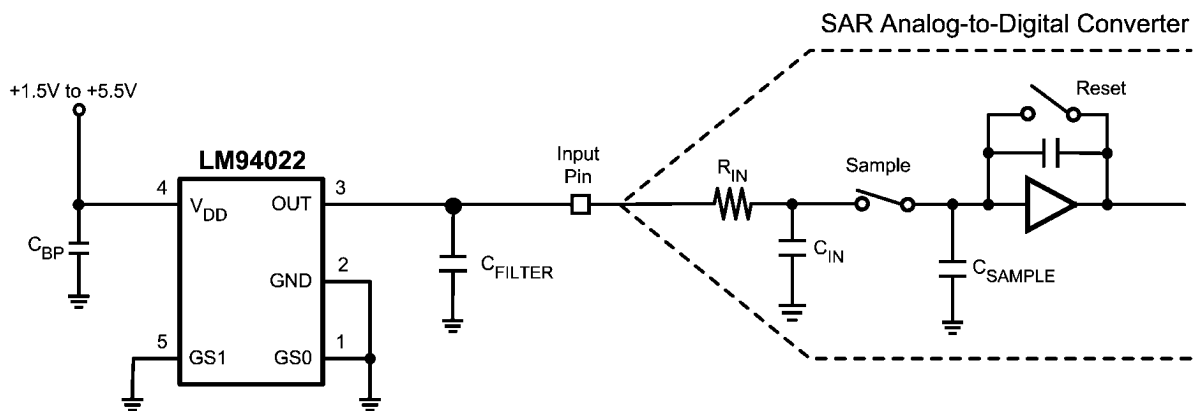 SAR Analog-to-Digital Converter
+1.5V to +5.5V
Reset
LM94022
Input
Pin
Sample
RIN
4
VDD
OUT
3
CBP
CIN
CFILTER
CSAMPLE
GND
2
5
GS1
GS0
1